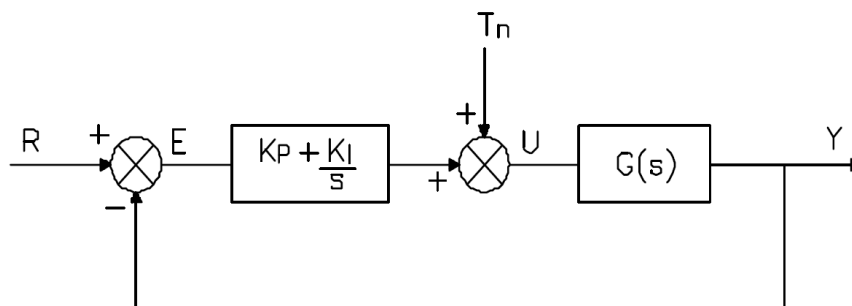 Tn
+
R + E Kp + KI/s + U G(s) Y
-